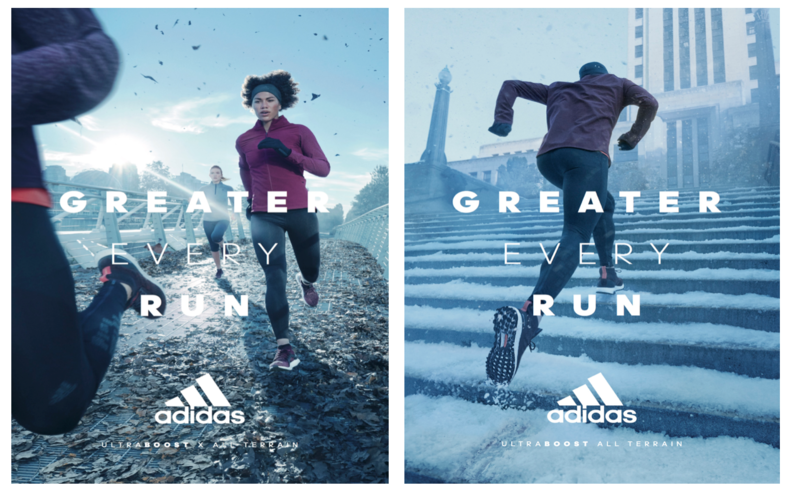 GREATER
EVERY
RUN
adidas
ULTRABOOST X ALL TERRAIN
GREATER
EVERY
RUN
adidas
ULTRABOOST ALL TERRAIN